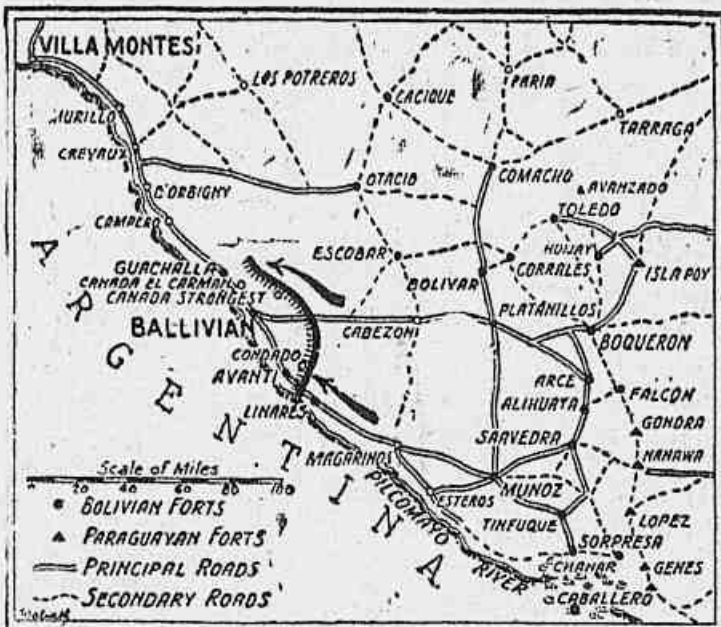 VILLA MONTES
LOS POTREROS
PARIA
CACIQUE
TARRAGA
MURILLO
CREVAUX
COMACHO
OTACIO
AVANZADO
D'ORBIGNY
TOLEDO
CAMPERO
ESCOBAR
HUIJAY
CORRALES
ISLA POY
GUACHALLA
CANADA EL CARMAN
CANADA STRONGEST
BOLIVAR
PLATANILLOS
BALLIVIAN
CABEZON
BOQUERON
CONDADO
AVANTI
ARCE
FALCON
ALIHUATA
LINARES
GONDRA
SAAVEDRA
NANAWA
MAGARINOS
MUÑOZ
ESTEROS
LOPEZ
TINFUQUE
SORPRESA
CHANAR
GENES
CABALLERO
PILCOMAYO RIVER
ARGENTINA
Scale of Miles
0 20 40 60 80 100
BOLIVIAN FORTS
PARAGUAYAN FORTS
PRINCIPAL ROADS
SECONDARY ROADS